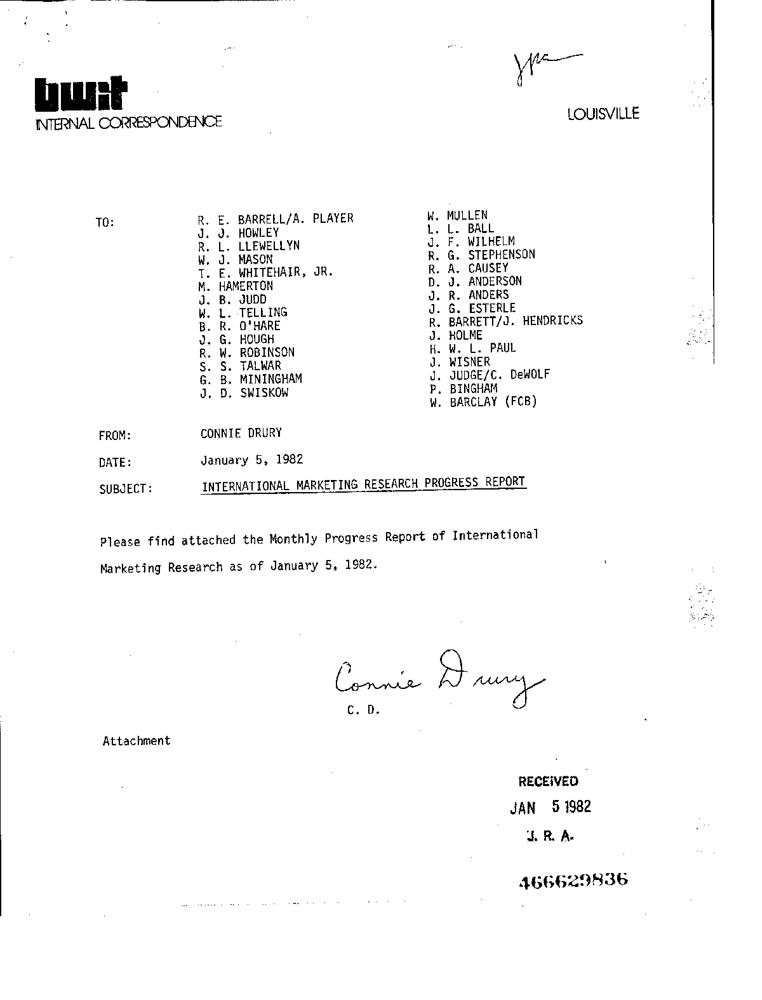 bwit
INTERNAL CORRESPONDENCE
LOUISVILLE
TO:
R. E. BARRELL/A. PLAYER
J. J. HOWLEY
R. L. LLEWELLYN
W. J. MASON
T. E. WHITEHAIR, JR.
M. HAMERTON
J. B. JUDD
W. L. TELLING
B. R. O'HARE
J. G. HOUGH
R. W. ROBINSON
S. S. TALWAR
G. B. MININGHAM
J. D. SWISKOW
W. MULLEN
L. L. BALL
J. F. WILHELM
R. G. STEPHENSON
R. A. CAUSEY
D. J. ANDERSON
J. R. ANDERS
J. G. ESTERLE
R. BARRETT/J. HENDRICKS
J. HOLME
H. W. L. PAUL
J. WISNER
J. JUDGE/C. DeWOLF
P. BINGHAM
W. BARCLAY (FCB)
FROM: CONNIE DRURY
DATE: January 5, 1982
SUBJECT: INTERNATIONAL MARKETING RESEARCH PROGRESS REPORT
Please find attached the Monthly Progress Report of International
Marketing Research as of January 5, 1982.
Connie Drury
C. D.
Attachment
RECEIVED
JAN 5 1982
J. R. A.
466629836